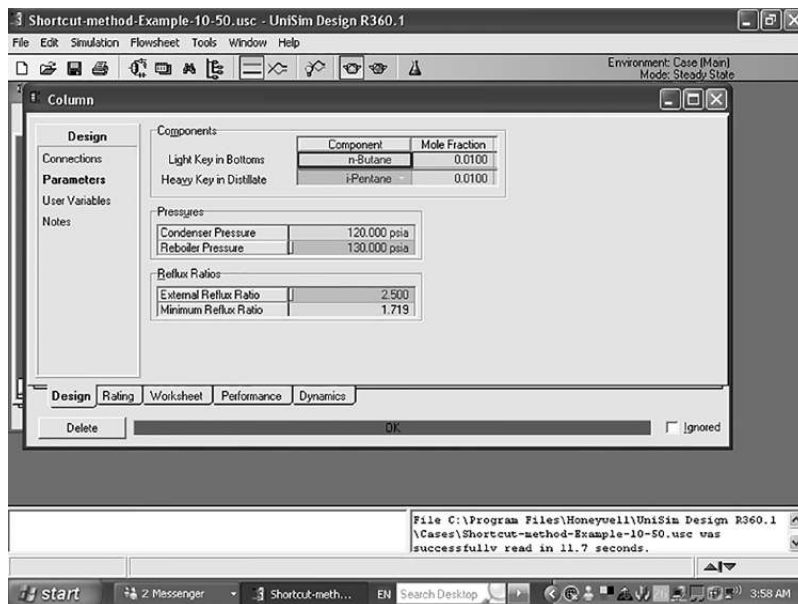 Shortcut-method-Example-10-50.usc - UniSim Design R360.1
File Edit Simulation Flowsheet Tools Window Help
Environment: Case (Main)
Mode: Steady State
Column
Design
Connections
Parameters
User Variables
Notes
Components
Component Mole Fraction
Light Key in Bottoms n-Butane 0.0100
Heavy Key in Distillate i-Pentane 0.0100
Pressures
Condenser Pressure 120.000 psia
Reboiler Pressure 130.000 psia
Reflux Ratios
External Reflux Ratio 2.500
Minimum Reflux Ratio 1.719
Design Rating Worksheet Performance Dynamics
Delete OK Ignored
File C:\Program Files\Honeywell\UniSim Design R360.1
\Cases\Shortcut-method-Example-10-50.usc was
successfully read in 11.7 seconds.
start 2 Messenger Shortcut-meth... EN Search Desktop 3:58 AM